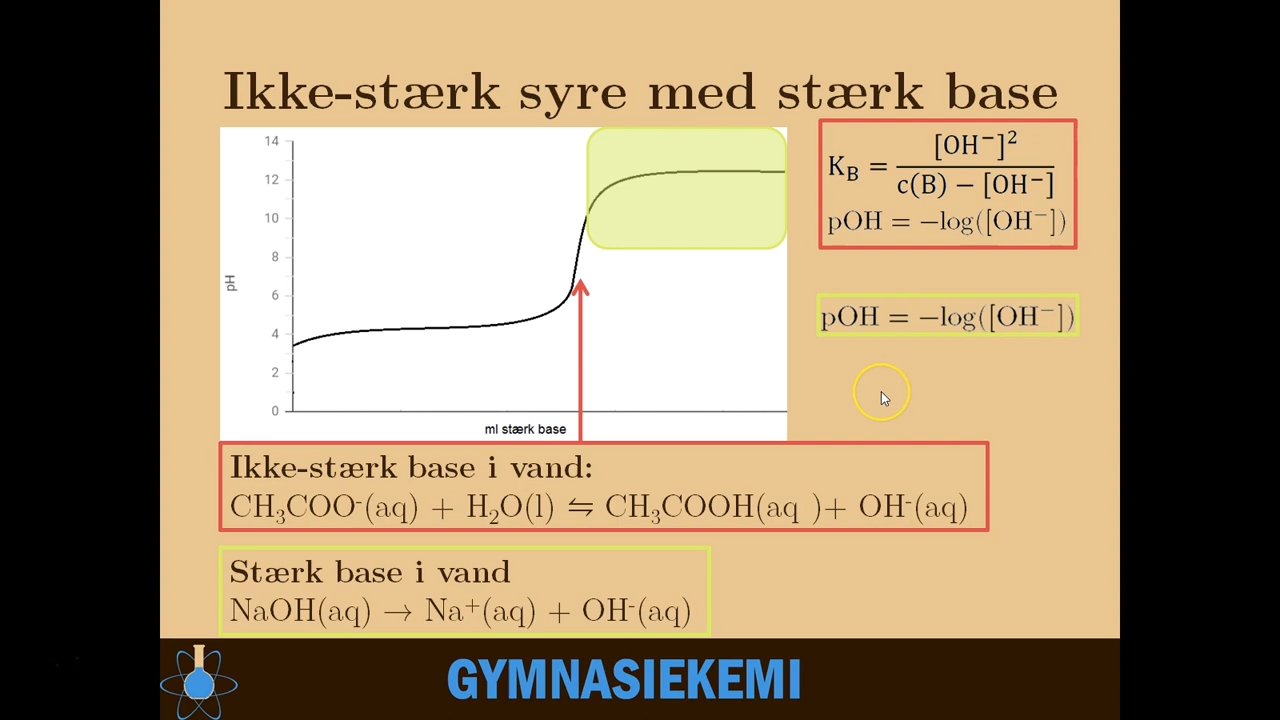 Ikke-stærk syre med stærk base
14
12
10
8
6
4
2
0
pH
ml stærk base
K_B = [OH⁻]² / c(B) − [OH⁻]
pOH = −log([OH⁻])
pOH = −log([OH⁻])
Ikke-stærk base i vand:
CH₃COO⁻(aq) + H₂O(l) ⇋ CH₃COOH(aq )+ OH⁻(aq)
Stærk base i vand
NaOH(aq) → Na⁺(aq) + OH⁻(aq)
GYMNASIEKEMI